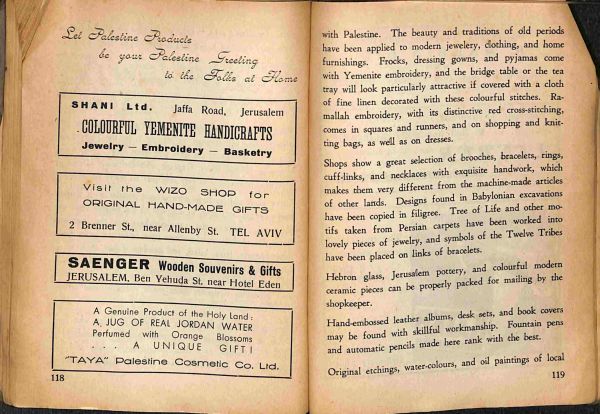 Let Palestine Products
be your Palestine Greeting
to the Folks at Home
SHANI Ltd. Jaffa Road, Jerusalem
COLOURFUL YEMENITE HANDICRAFTS
Jewelry — Embroidery — Basketry
Visit the WIZO SHOP for
ORIGINAL HAND-MADE GIFTS
2 Brenner St., near Allenby St. TEL AVIV
SAENGER Wooden Souvenirs & Gifts
JERUSALEM, Ben Yehuda St. near Hotel Eden
A Genuine Product of the Holy Land:
A JUG OF REAL JORDAN WATER
Perfumed with Orange Blossoms
. . . A UNIQUE GIFT!
"TAYA" Palestine Cosmetic Co. Ltd.
118
with Palestine. The beauty and traditions of old periods
have been applied to modern jewelery, clothing, and home
furnishings. Frocks, dressing gowns, and pyjamas come
with Yemenite embroidery, and the bridge table or the tea
tray will look particularly attractive if covered with a cloth
of fine linen decorated with these colourful stitches. Ra-
mallah embroidery, with its distinctive red cross-stitching,
comes in squares and runners, and on shopping and knit-
ting bags, as well as on dresses.
Shops show a great selection of brooches, bracelets, rings,
cuff-links, and necklaces with exquisite handwork, which
makes them very different from the machine-made articles
of other lands. Designs found in Babylonian excavations
have been copied in filigree. Tree of Life and other mo-
tifs taken from Persian carpets have been worked into
lovely pieces of jewelry, and symbols of the Twelve Tribes
have been placed on links of bracelets.
Hebron glass, Jerusalem pottery, and colourful modern
ceramic pieces can be properly packed for mailing by the
shopkeeper.
Hand-embossed leather albums, desk sets, and book covers
may be found with skillful workmanship. Fountain pens
and automatic pencils made here rank with the best.
Original etchings, water-colours, and oil paintings of local
119